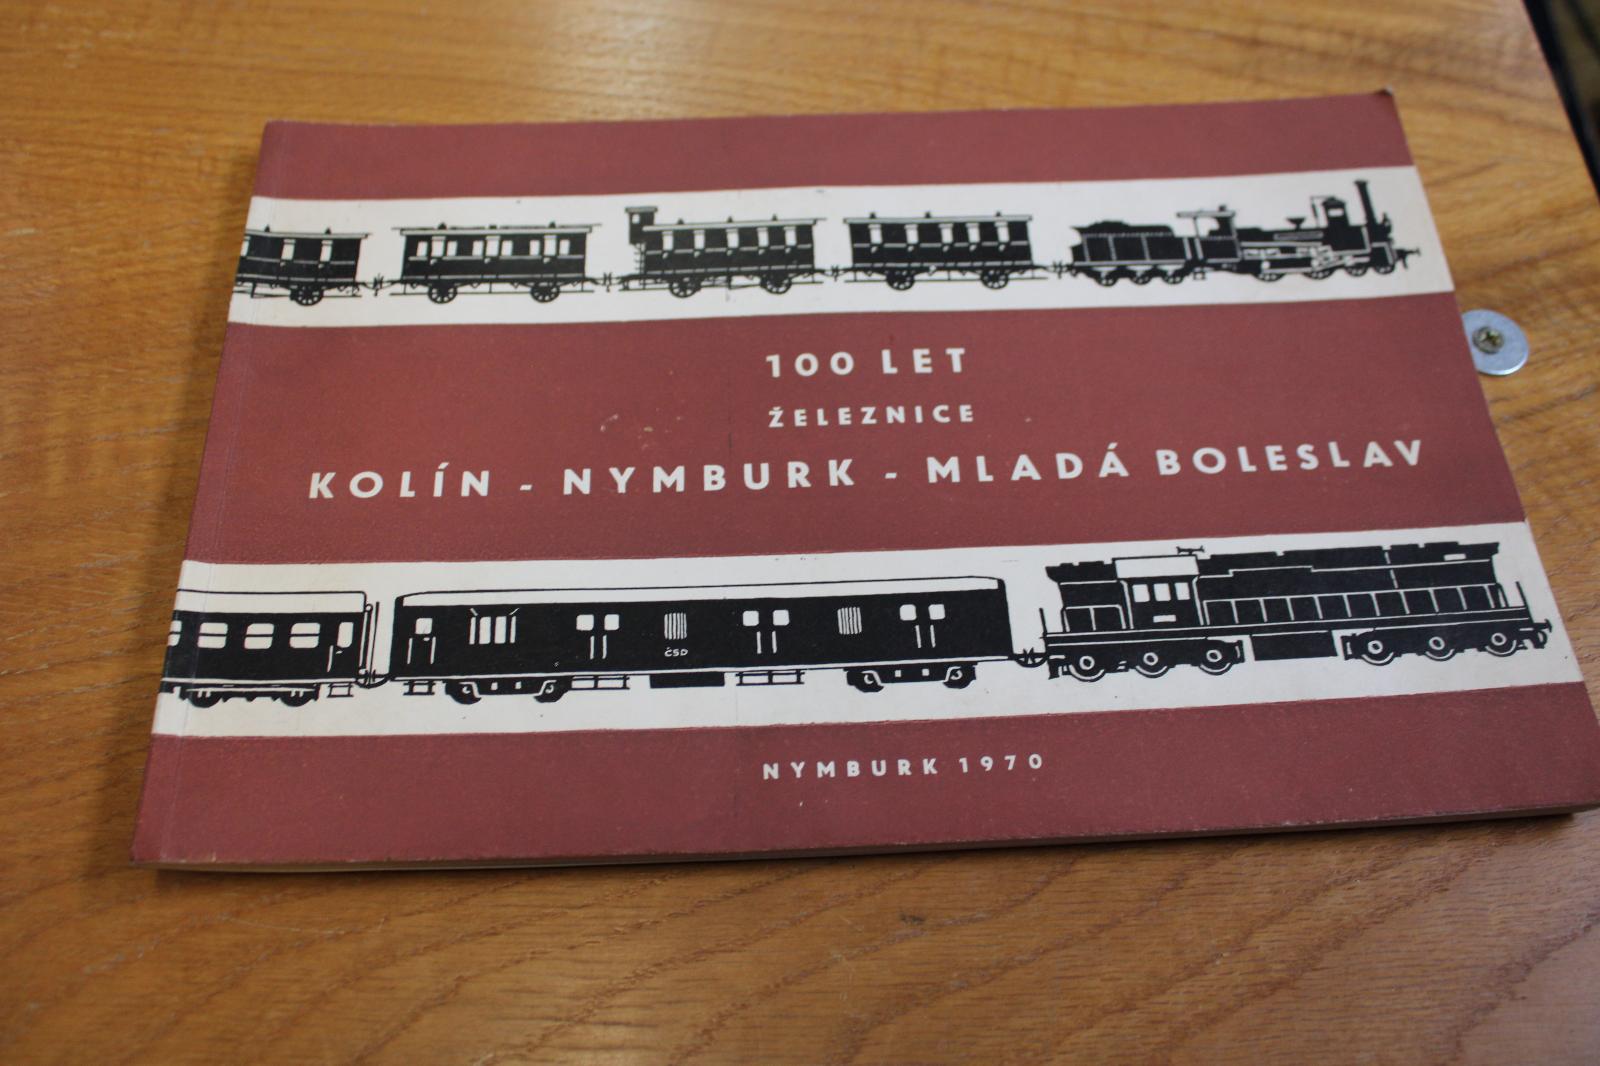 100 LET
ŽELEZNICE
KOLÍN - NYMBURK - MLADÁ BOLESLAV
ČSD
NYMBURK 1970